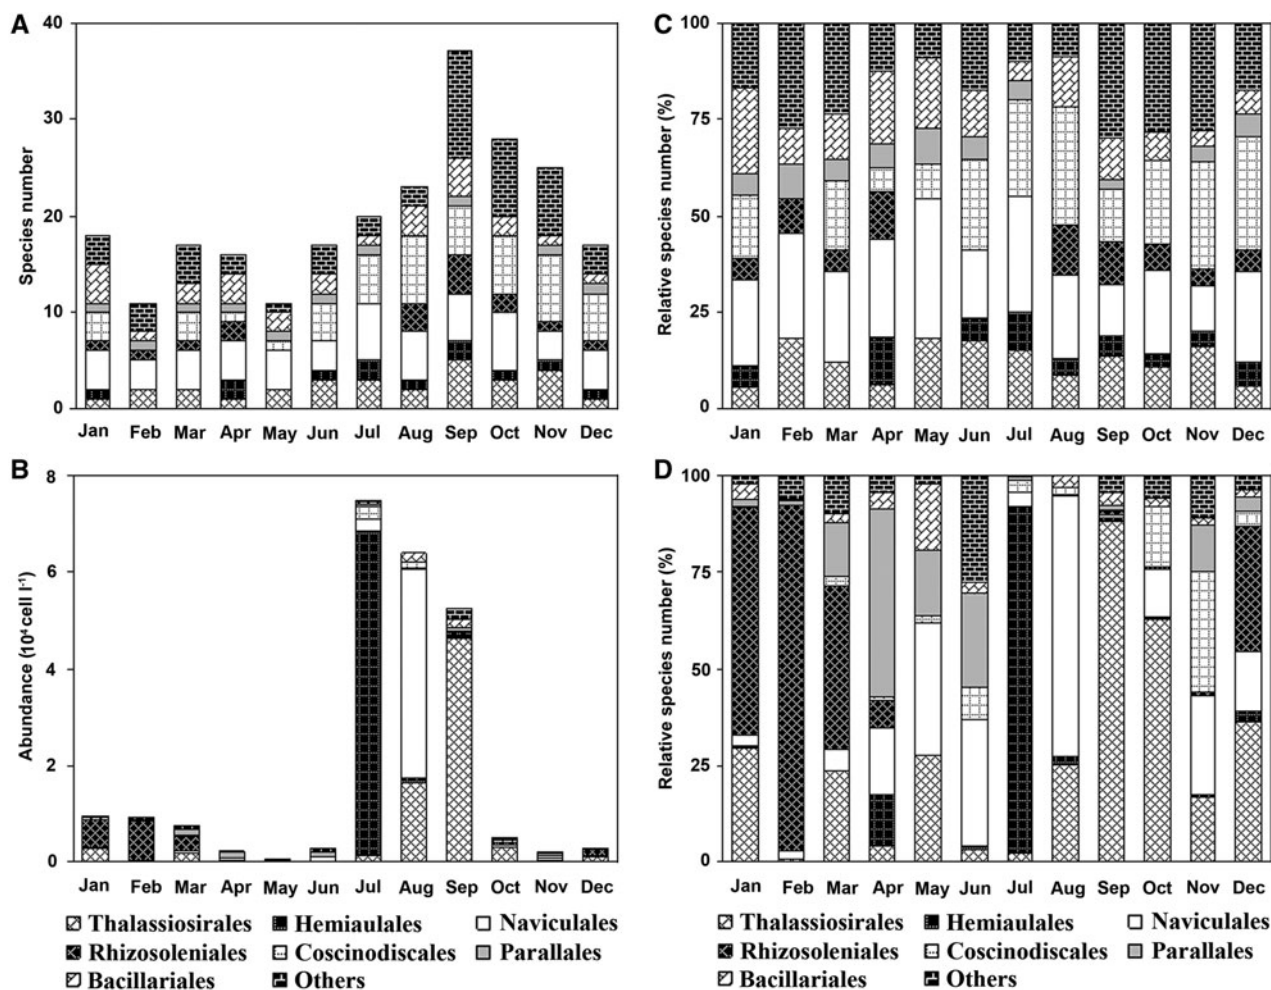 A
Species number
40
30
20
10
0
Jan Feb Mar Apr May Jun Jul Aug Sep Oct Nov Dec
B
Abundance (10⁴ cell l⁻¹)
8
6
4
2
0
Jan Feb Mar Apr May Jun Jul Aug Sep Oct Nov Dec
Thalassiosirales Hemiaulales Naviculales
Rhizosoleniales Coscinodiscales Parallales
Bacillariales Others
C
Relative species number (%)
100
75
50
25
0
Jan Feb Mar Apr May Jun Jul Aug Sep Oct Nov Dec
D
Relative species number (%)
100
75
50
25
0
Jan Feb Mar Apr May Jun Jul Aug Sep Oct Nov Dec
Thalassiosirales Hemiaulales Naviculales
Rhizosoleniales Coscinodiscales Parallales
Bacillariales Others